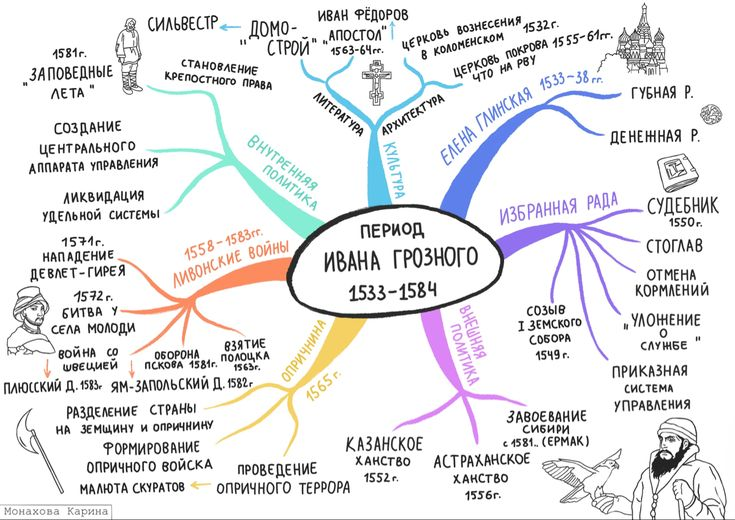 ПЕРИОД
ИВАНА ГРОЗНОГО
1533-1584
ЕЛЕНА ГЛИНСКАЯ 1533-38 гг.
ГУБНАЯ Р.
ДЕНЕЖНАЯ Р.
ИЗБРАННАЯ РАДА
СУДЕБНИК
1550г.
СТОГЛАВ
ОТМЕНА
КОРМЛЕНИЙ
"УЛОЖЕНИЕ
О
СЛУЖБЕ"
ПРИКАЗНАЯ
СИСТЕМА
УПРАВЛЕНИЯ
СОЗЫВ
I ЗЕМСКОГО
СОБОРА
1549г.
ВНЕШНЯЯ
ПОЛИТИКА
ЗАВОЕВАНИЕ
СИБИРИ
с 1581.. (ЕРМАК)
АСТРАХАНСКОЕ
ХАНСТВО
1556г.
КАЗАНСКОЕ
ХАНСТВО
1552г.
ОПРИЧНИНА
1565г.
ПРОВЕДЕНИЕ
ОПРИЧНОГО ТЕРРОРА
МАЛЮТА СКУРАТОВ
ФОРМИРОВАНИЕ
ОПРИЧНОГО ВОЙСКА
РАЗДЕЛЕНИЕ СТРАНЫ
НА ЗЕМЩИНУ И ОПРИЧНИНУ
1558-1583гг.
ЛИВОНСКИЕ ВОЙНЫ
ВЗЯТИЕ
ПОЛОЦКА
1563г.
ОБОРОНА
ПСКОВА 1581г.
ЯМ-ЗАПОЛЬСКИЙ Д. 1582г.
ВОЙНА СО
ШВЕЦИЕЙ
ПЛЮССКИЙ Д. 1583г
1572г.
БИТВА У
СЕЛА МОЛОДИ
1571г.
НАПАДЕНИЕ
ДЕВЛЕТ-ГИРЕЯ
ВНУТРЕННЯЯ
ПОЛИТИКА
ЛИКВИДАЦИЯ
УДЕЛЬНОЙ СИСТЕМЫ
СОЗДАНИЕ
ЦЕНТРАЛЬНОГО
АППАРАТА УПРАВЛЕНИЯ
СТАНОВЛЕНИЕ
КРЕПОСТНОГО ПРАВА
1581г.
"ЗАПОВЕДНЫЕ
ЛЕТА"
КУЛЬТУРА
ЛИТЕРАТУРА
СИЛЬВЕСТР
"ДОМО-
СТРОЙ"
ИВАН ФЁДОРОВ
"АПОСТОЛ"
1563-64гг.
АРХИТЕКТУРА
ЦЕРКОВЬ ВОЗНЕСЕНИЯ
В КОЛОМЕНСКОМ 1532г.
ЦЕРКОВЬ ПОКРОВА 1555-61гг.
ЧТО НА РВУ
Монахова Карина